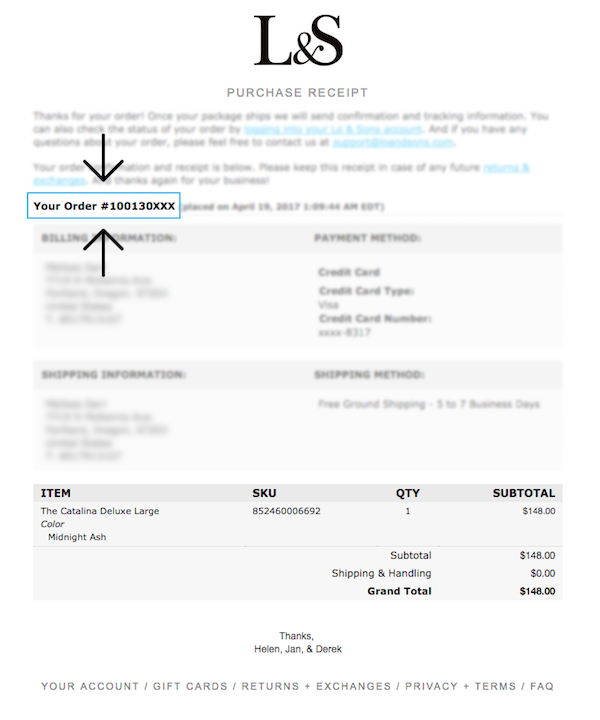 L&S
PURCHASE RECEIPT
Thanks for your order! Once your package ships we will send confirmation and tracking information. You
can also check the status of your order by logging into your Lo & Sons account. And if you have any
questions about your order, please feel free to contact us at support@loandsons.com.
Your order confirmation and receipt is below. Please keep this receipt in case of any future returns &
exchanges. And thanks again for your business!
Your Order #100130XXX (placed on April 19, 2017 1:09:44 AM EDT)
BILLING INFORMATION: PAYMENT METHOD:
Credit Card
Credit Card Type:
Visa
Credit Card Number:
xxxx-8317
SHIPPING INFORMATION: SHIPPING METHOD:
Free Ground Shipping - 5 to 7 Business Days
ITEM SKU QTY SUBTOTAL
The Catalina Deluxe Large 852460006692 1 $148.00
Color
Midnight Ash
Subtotal $148.00
Shipping & Handling $0.00
Grand Total $148.00
Thanks,
Helen, Jan, & Derek
YOUR ACCOUNT / GIFT CARDS / RETURNS + EXCHANGES / PRIVACY + TERMS / FAQ